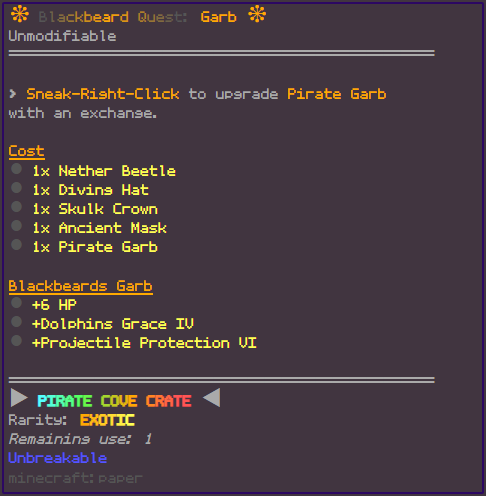 ❇ Blackbeard Quest: Garb ❇
Unmodifiable
> Sneak-Right-Click to upgrade Pirate Garb
with an exchange.
Cost
● 1x Nether Beetle
● 1x Diving Hat
● 1x Skulk Crown
● 1x Ancient Mask
● 1x Pirate Garb
Blackbeards Garb
● +6 HP
● +Dolphins Grace IV
● +Projectile Protection VI
▶ PIRATE COVE CRATE ◀
Rarity: EXOTIC
Remaining use: 1
Unbreakable
minecraft:paper